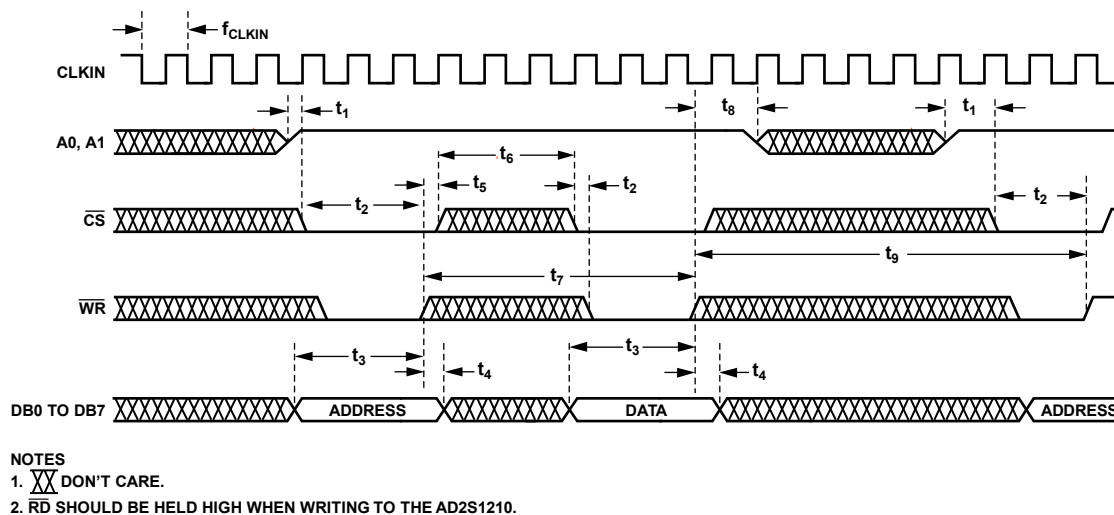 fCLKIN
CLKIN
t8 t1
t1
A0, A1
t6
t5 t2
t2 t2
CS
t9
t7
WR
t3 t3
t4 t4
DB0 TO DB7 ADDRESS DATA ADDRESS
NOTES
1. DON'T CARE.
2. RD SHOULD BE HELD HIGH WHEN WRITING TO THE AD2S1210.